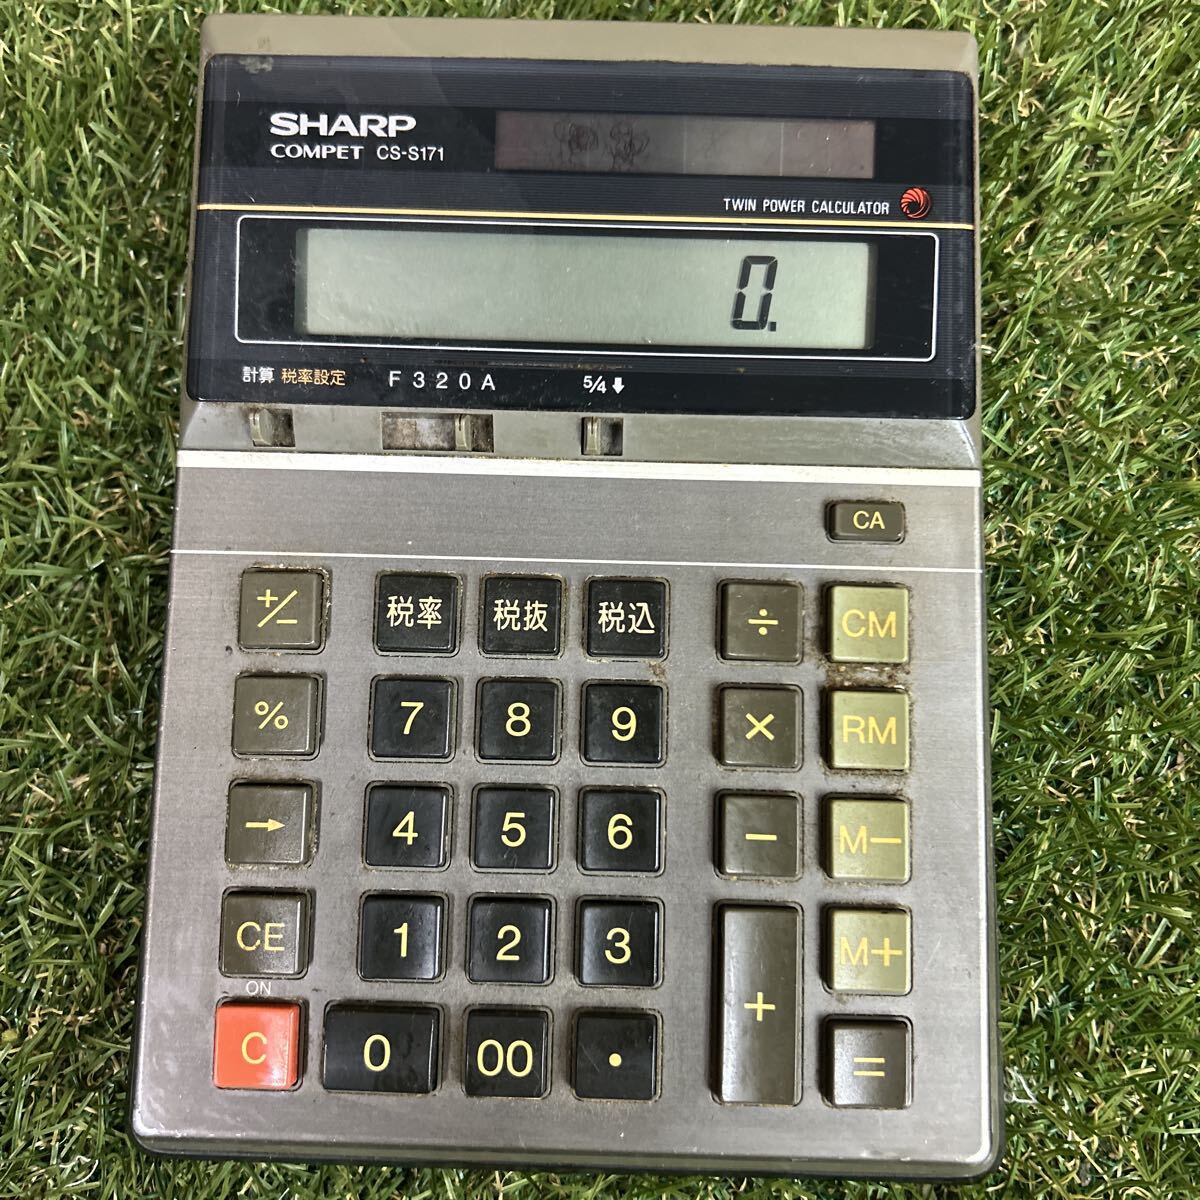 SHARP
COMPET CS-S171
TWIN POWER CALCULATOR
0.
計算 税率設定 F 3 2 0 A 5/4 ⬇
CA
+/− 税率 税抜 税込 ÷ CM
% 7 8 9 × RM
→ 4 5 6 − M−
CE 1 2 3 + M+
ON
C 0 00 • =